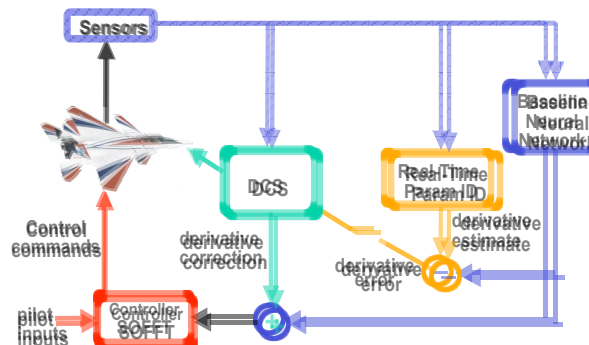 Sensors
Baseline
Neural
Network
DCS
Real-Time
Param ID
Control
commands
derivative
correction
derivative
estimate
derivative
error
Controller
SOFFT
pilot
inputs